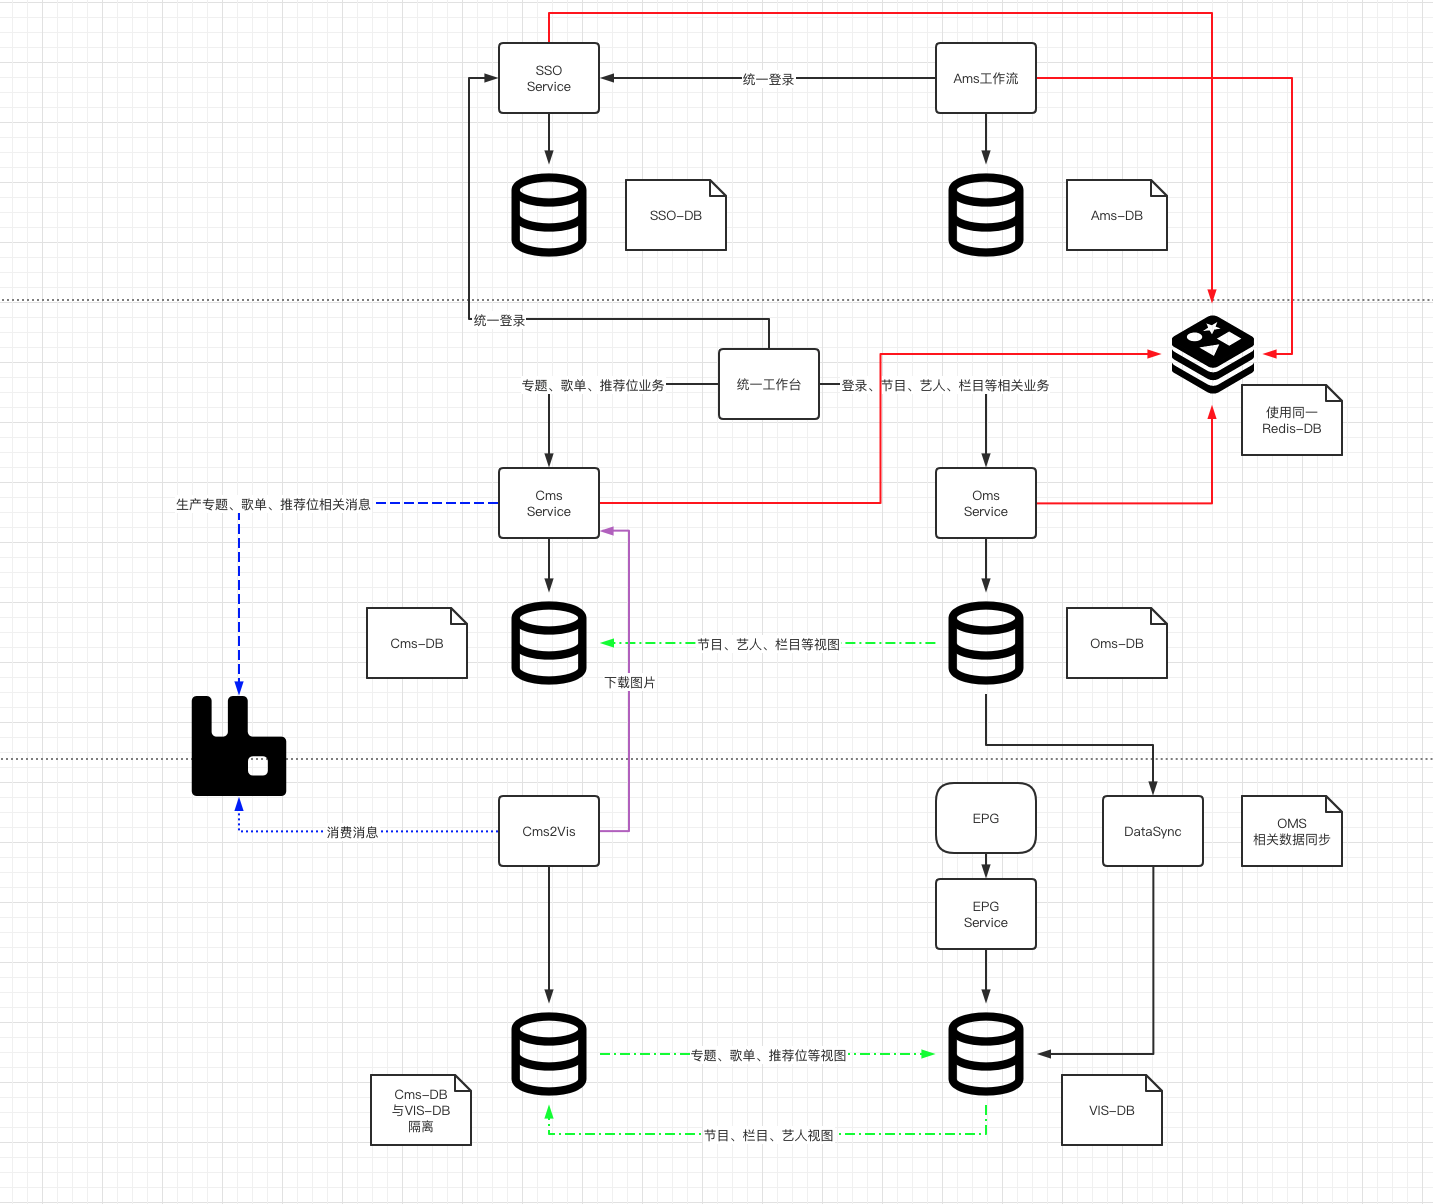 SSO
Service
统一登录
Ams工作流
SSO-DB
Ams-DB
统一登录
专题、歌单、推荐位业务
统一工作台
登录、节目、艺人、栏目等相关业务
使用同一
Redis-DB
生产专题、歌单、推荐位相关消息
Cms
Service
Oms
Service
Cms-DB
节目、艺人、栏目等视图
Oms-DB
下载图片
消费消息
Cms2Vis
EPG
DataSync
OMS
相关数据同步
EPG
Service
专题、歌单、推荐位等视图
Cms-DB
与VIS-DB
隔离
VIS-DB
节目、栏目、艺人视图